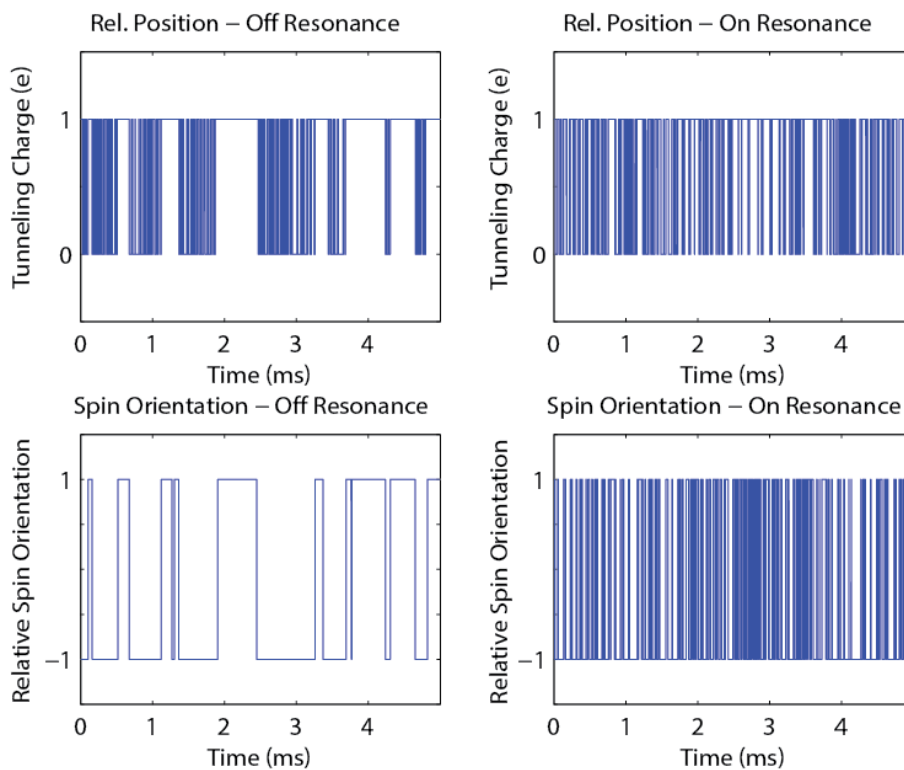 Rel. Position – Off Resonance
Tunneling Charge (e)
1
0
0 1 2 3 4
Time (ms)
Rel. Position – On Resonance
Tunneling Charge (e)
1
0
0 1 2 3 4
Time (ms)
Spin Orientation – Off Resonance
Relative Spin Orientation
1
−1
0 1 2 3 4
Time (ms)
Spin Orientation – On Resonance
Relative Spin Orientation
1
−1
0 1 2 3 4
Time (ms)